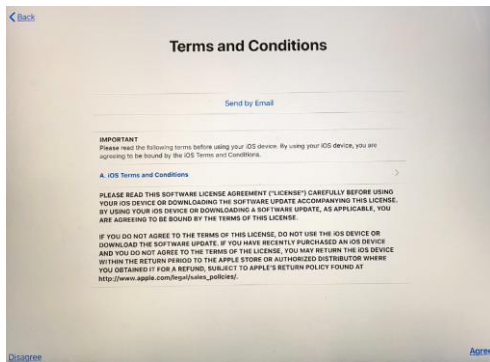 Back
Terms and Conditions
Send by Email
IMPORTANT
Please read the following terms before using your iOS device. By using your iOS device, you are
agreeing to be bound by the iOS Terms and Conditions.
A. iOS Terms and Conditions
PLEASE READ THIS SOFTWARE LICENSE AGREEMENT ("LICENSE") CAREFULLY BEFORE USING
YOUR iOS DEVICE OR DOWNLOADING THE SOFTWARE UPDATE ACCOMPANYING THIS LICENSE.
BY USING YOUR iOS DEVICE OR DOWNLOADING A SOFTWARE UPDATE, AS APPLICABLE, YOU
ARE AGREEING TO BE BOUND BY THE TERMS OF THIS LICENSE.
IF YOU DO NOT AGREE TO THE TERMS OF THIS LICENSE, DO NOT USE THE iOS DEVICE OR
DOWNLOAD THE SOFTWARE UPDATE. IF YOU HAVE RECENTLY PURCHASED AN iOS DEVICE
AND YOU DO NOT AGREE TO THE TERMS OF THE LICENSE, YOU MAY RETURN THE iOS DEVICE
WITHIN THE RETURN PERIOD TO THE APPLE STORE OR AUTHORIZED DISTRIBUTOR WHERE
YOU OBTAINED IT FOR A REFUND, SUBJECT TO APPLE'S RETURN POLICY FOUND AT
http://www.apple.com/legal/sales_policies/.
Disagree
Agree